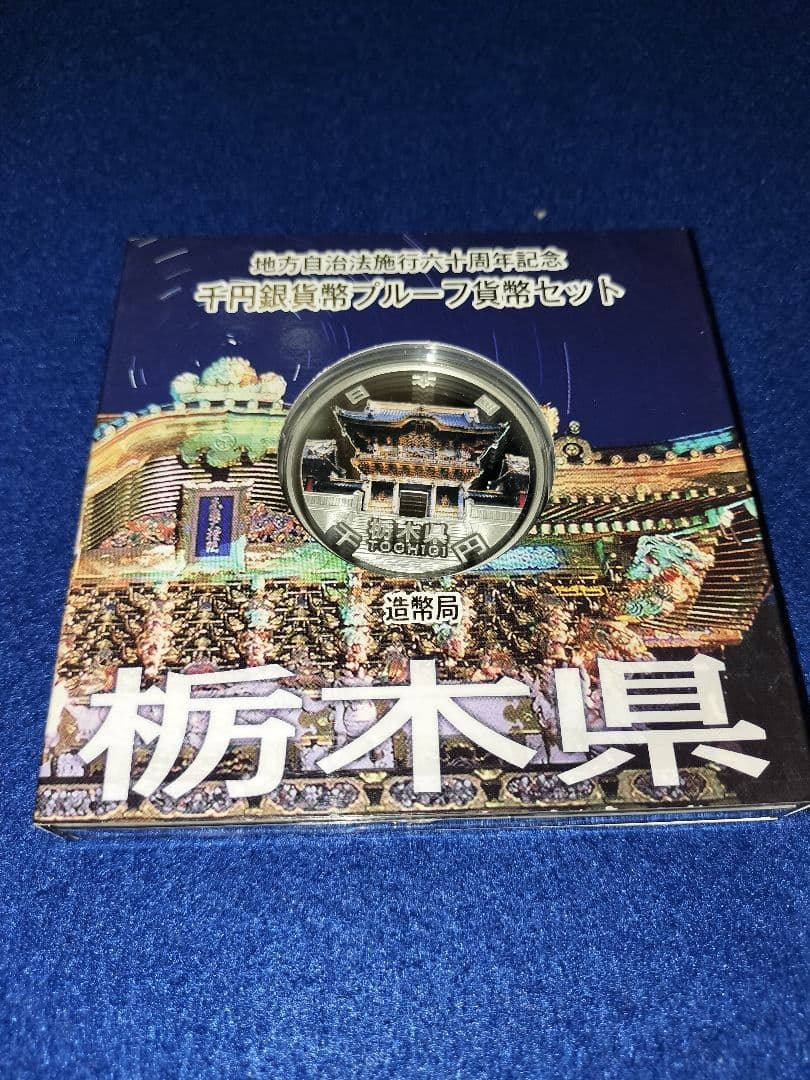 地方自治法施行六十周年記念
千円銀貨幣プルーフ貨幣セット
日本国
栃木県
TOCHIGI
千円
造幣局
栃木県